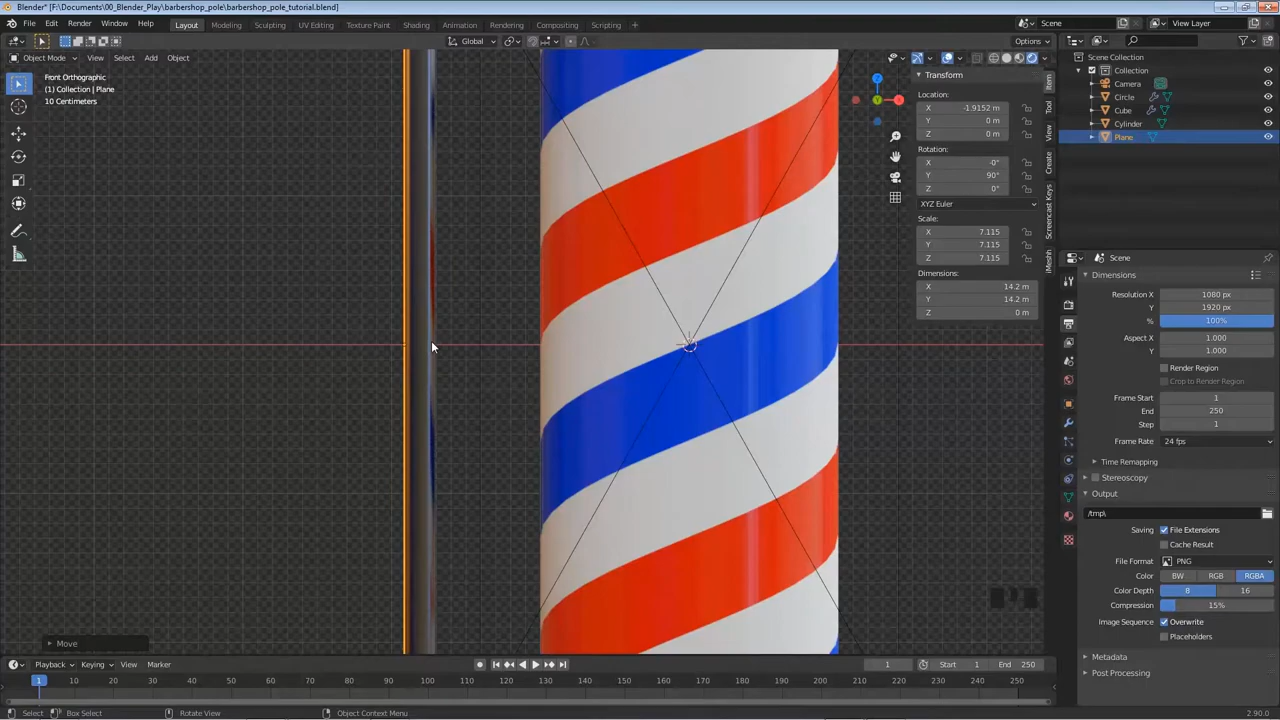 Blender* [F:\Documents\00_Blender_Play\barbershop_pole\barbershop_pole_tutorial.blend]
File Edit Render Window Help Layout Modeling Sculpting UV Editing Texture Paint Shading Animation Rendering Compositing Scripting Scene View Layer
Global Options
Object Mode View Select Add Object
Front Orthographic
(1) Collection | Plane
10 Centimeters
Transform
Location:
X -1.9152 m
Y 0 m
Z 0 m
Rotation:
X -0°
Y 90°
Z 0°
XYZ Euler
Scale:
X 7.115
Y 7.115
Z 7.115
Dimensions:
X 14.2 m
Y 14.2 m
Z 0 m
Item
Tool
View
Create
Screencast Keys
Scene Collection
Collection
Camera
Circle
Cube
Cylinder
Plane
Scene
Dimensions
Resolution X 1080 px
Y 1920 px
% 100%
Aspect X 1.000
Y 1.000
Render Region
Crop to Render Region
Frame Start 1
End 250
Step 1
Frame Rate 24 fps
Time Remapping
Stereoscopy
Output
/tmp\
Saving File Extensions
Cache Result
File Format PNG
Color BW RGB RGBA
Color Depth 8 16
Compression 15%
Image Sequence Overwrite
Placeholders
Metadata
Post Processing
Move
Playback Keying View Marker 1 Start 1 End 250
1 10 20 30 40 50 60 70 80 90 100 110 120 130 140 150 160 170 180 190 200 210 220 230 240 250
Select Box Select Rotate View Object Context Menu 2.90.0